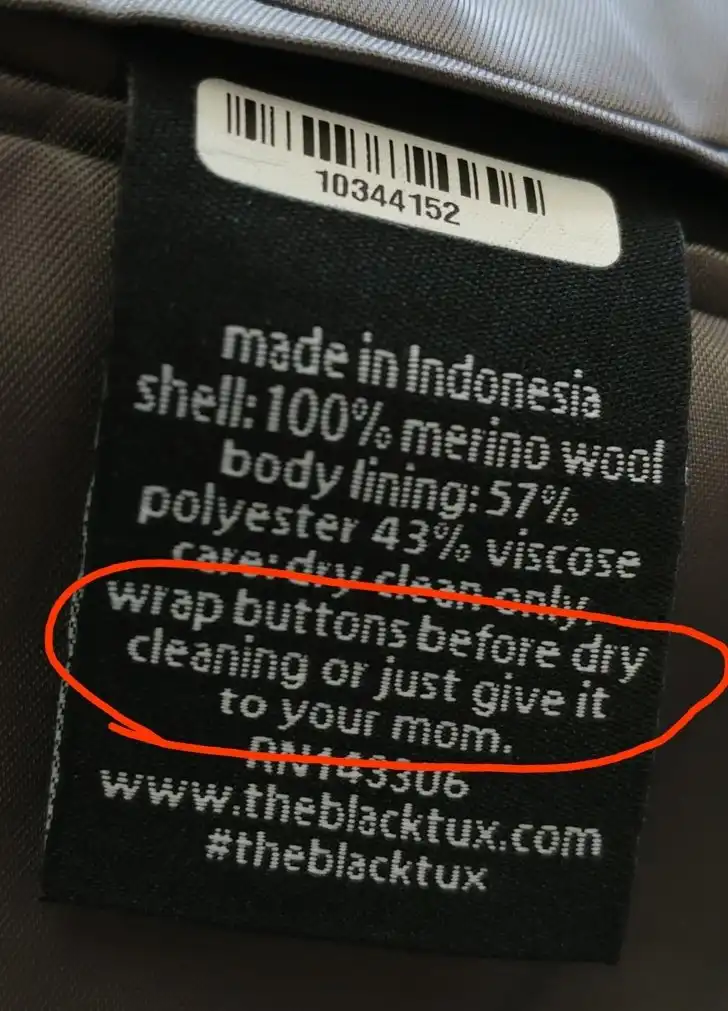 10344152
made in Indonesia
shell: 100% merino wool
body lining: 57%
polyester 43% viscose
care: dry clean only.
wrap buttons before dry
cleaning or just give it
to your mom.
RN143306
www.theblacktux.com
#theblacktux